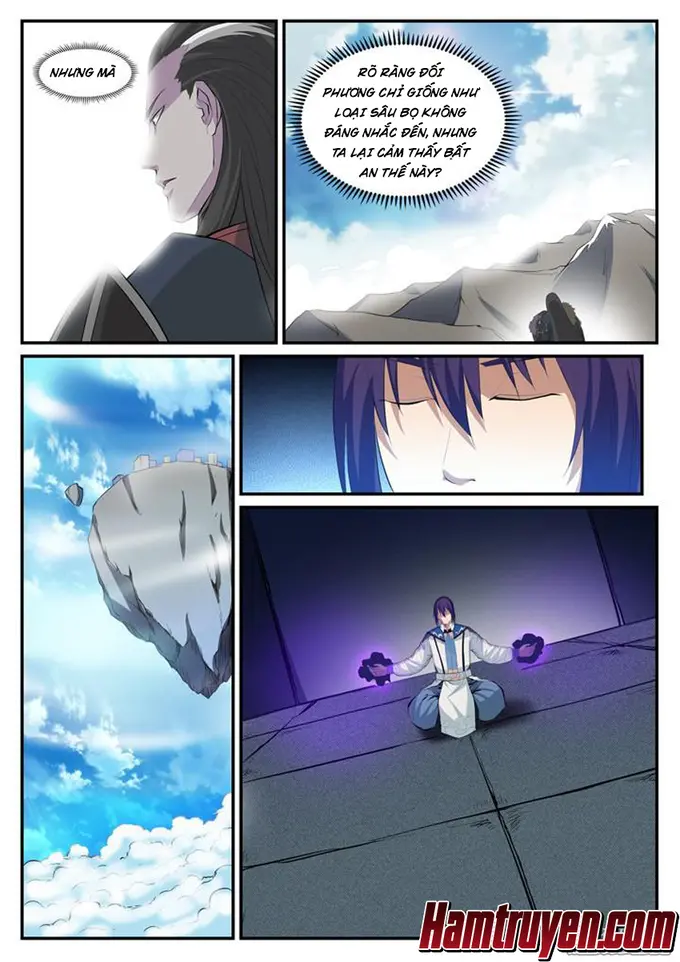 NHƯNG MÀ
RÕ RÀNG ĐỐI
PHƯƠNG CHỈ GIỐNG NHƯ
LOẠI SÂU BỌ KHÔNG
ĐÁNG NHẮC ĐẾN, NHƯNG
TA LẠI CẢM THẤY BẤT
AN THẾ NÀY?
Hamtruyen.com